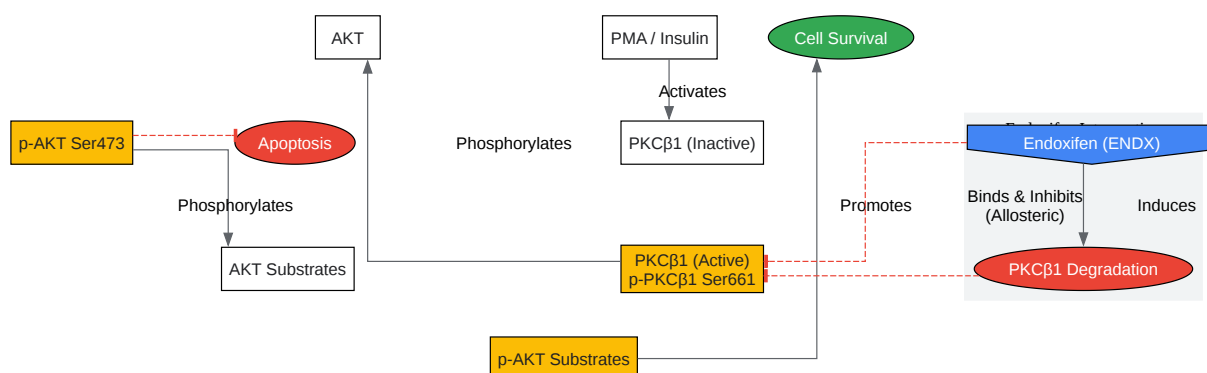 AKT
PMA / Insulin
Cell Survival
Activates
p-AKT Ser473
Apoptosis
Phosphorylates
PKCβ1 (Inactive)
Endoxifen (ENDX)
Phosphorylates
Promotes
Binds & Inhibits
(Allosteric)
Induces
AKT Substrates
PKCβ1 (Active)
p-PKCβ1 Ser661
PKCβ1 Degradation
p-AKT Substrates